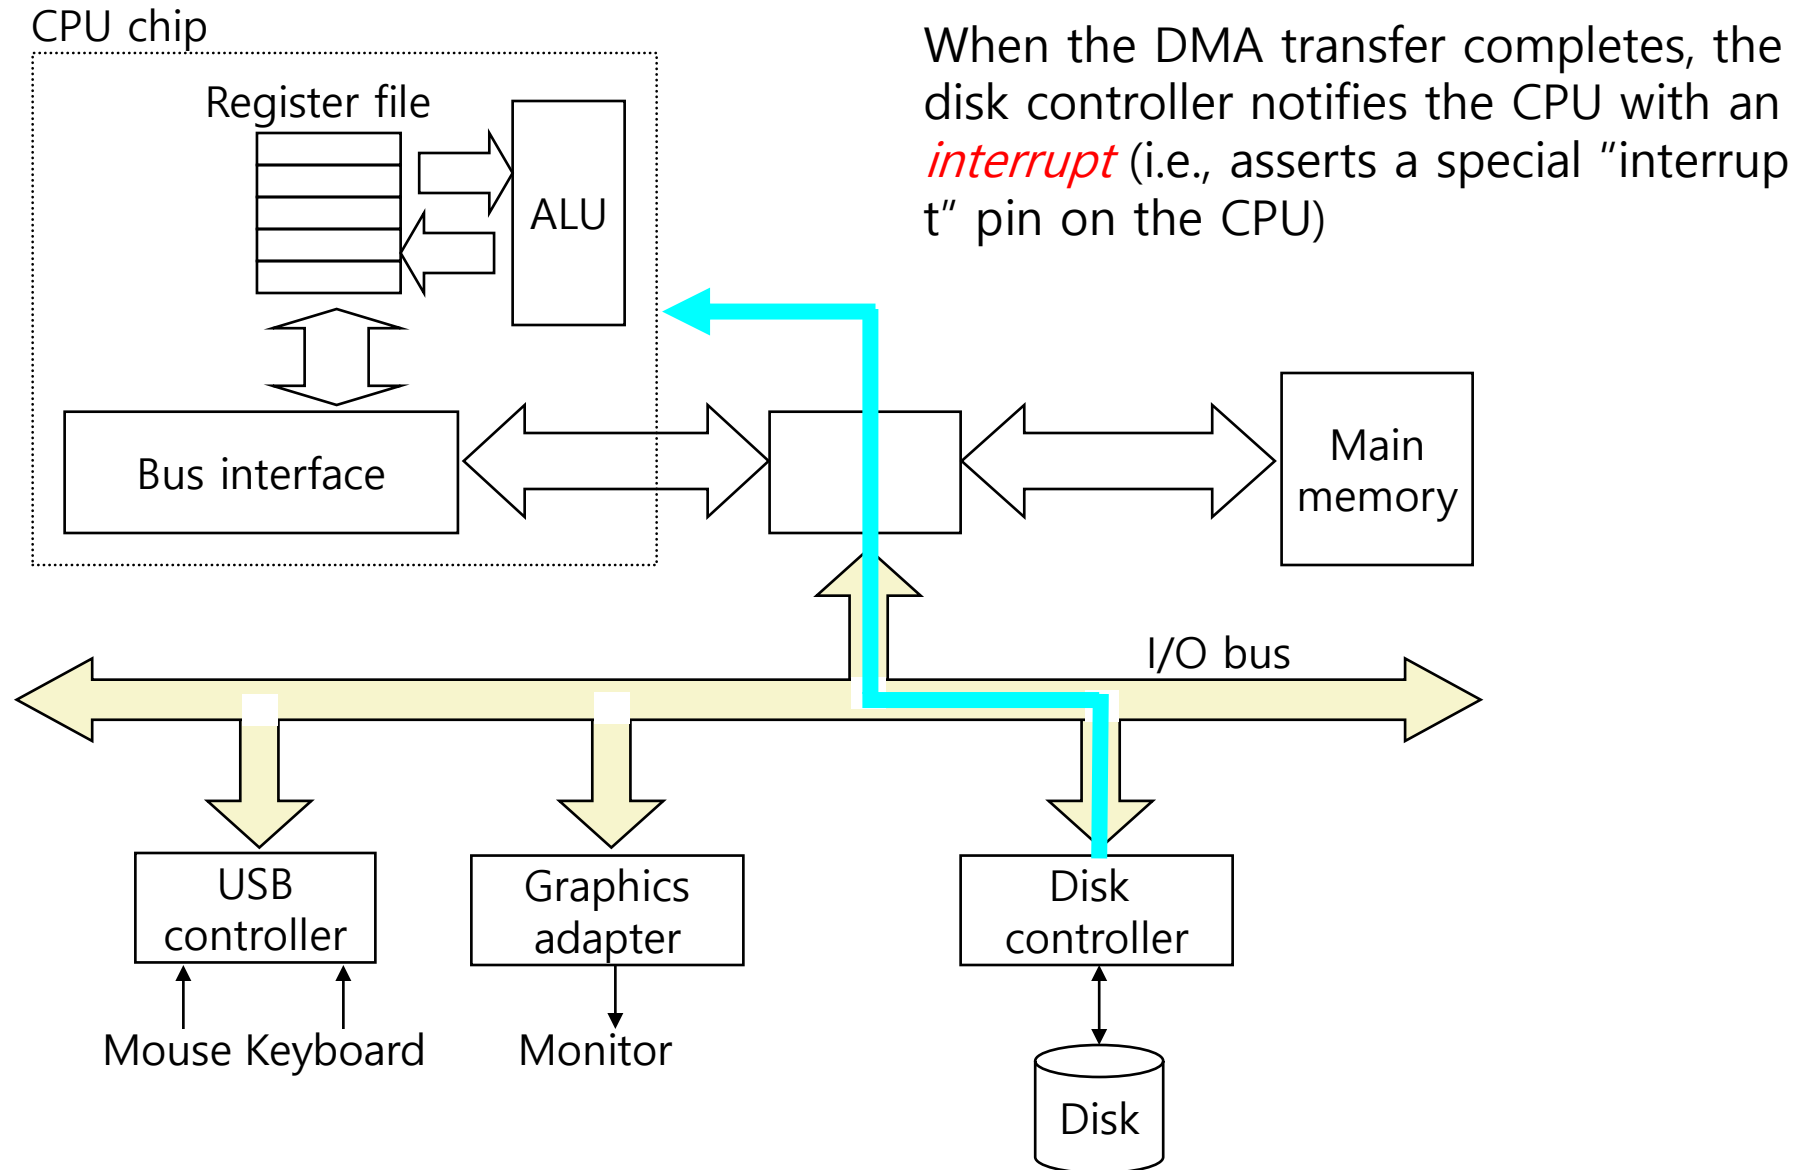 CPU chip
When the DMA transfer completes, the
disk controller notifies the CPU with an
interrupt (i.e., asserts a special "interrup
t" pin on the CPU)
Register file
ALU
Bus interface
Main
memory
I/O bus
USB
controller
Graphics
adapter
Disk
controller
Mouse Keyboard
Monitor
Disk